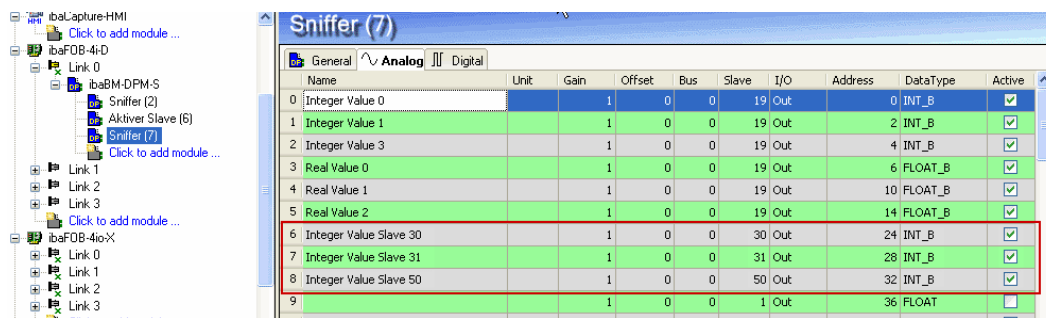 ibaCapture-HMI
Click to add module ...
ibaFOB-4i-D
Link 0
ibaBM-DPM-S
Sniffer (2)
Aktiver Slave (6)
Sniffer (7)
Click to add module ...
Link 1
Link 2
Link 3
Click to add module ...
ibaFOB-4io-X
Link 0
Link 1
Link 2
Link 3
Sniffer (7)
General Analog Digital
Name Unit Gain Offset Bus Slave I/O Address DataType Active
0 Integer Value 0 1 0 0 19 Out 0 INT_B
1 Integer Value 1 1 0 0 19 Out 2 INT_B
2 Integer Value 3 1 0 0 19 Out 4 INT_B
3 Real Value 0 1 0 0 19 Out 6 FLOAT_B
4 Real Value 1 1 0 0 19 Out 10 FLOAT_B
5 Real Value 2 1 0 0 19 Out 14 FLOAT_B
6 Integer Value Slave 30 1 0 0 30 Out 24 INT_B
7 Integer Value Slave 31 1 0 0 31 Out 28 INT_B
8 Integer Value Slave 50 1 0 0 50 Out 32 INT_B
9 1 0 0 1 Out 36 FLOAT